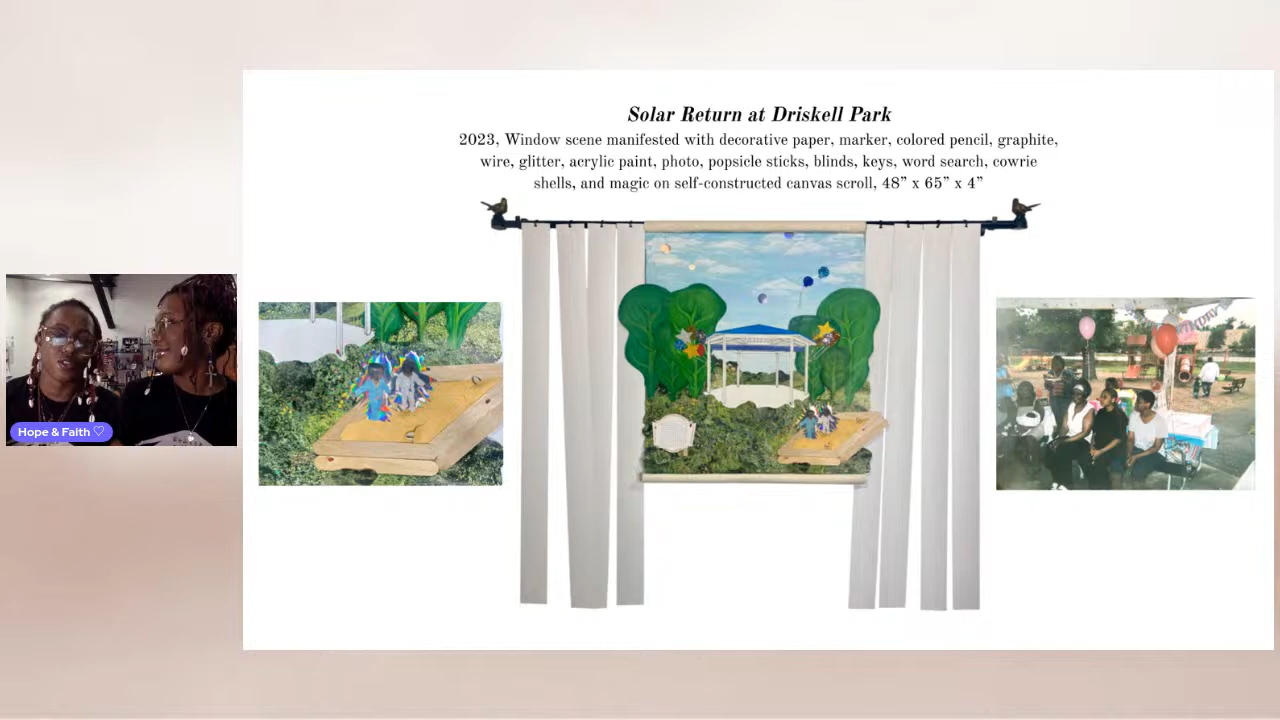 Solar Return at Driskell Park
2023, Window scene manifested with decorative paper, marker, colored pencil, graphite,
wire, glitter, acrylic paint, photo, popsicle sticks, blinds, keys, word search, cowrie
shells, and magic on self-constructed canvas scroll, 48” x 65” x 4”
Hope & Faith ♡